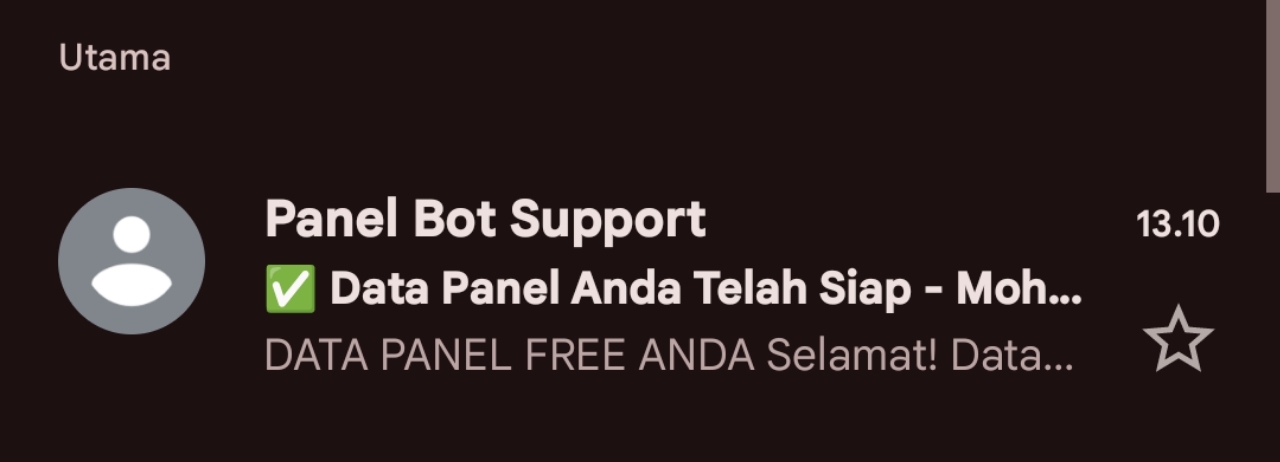 Utama
Panel Bot Support
13.10
✅ Data Panel Anda Telah Siap - Moh...
DATA PANEL FREE ANDA Selamat! Data...